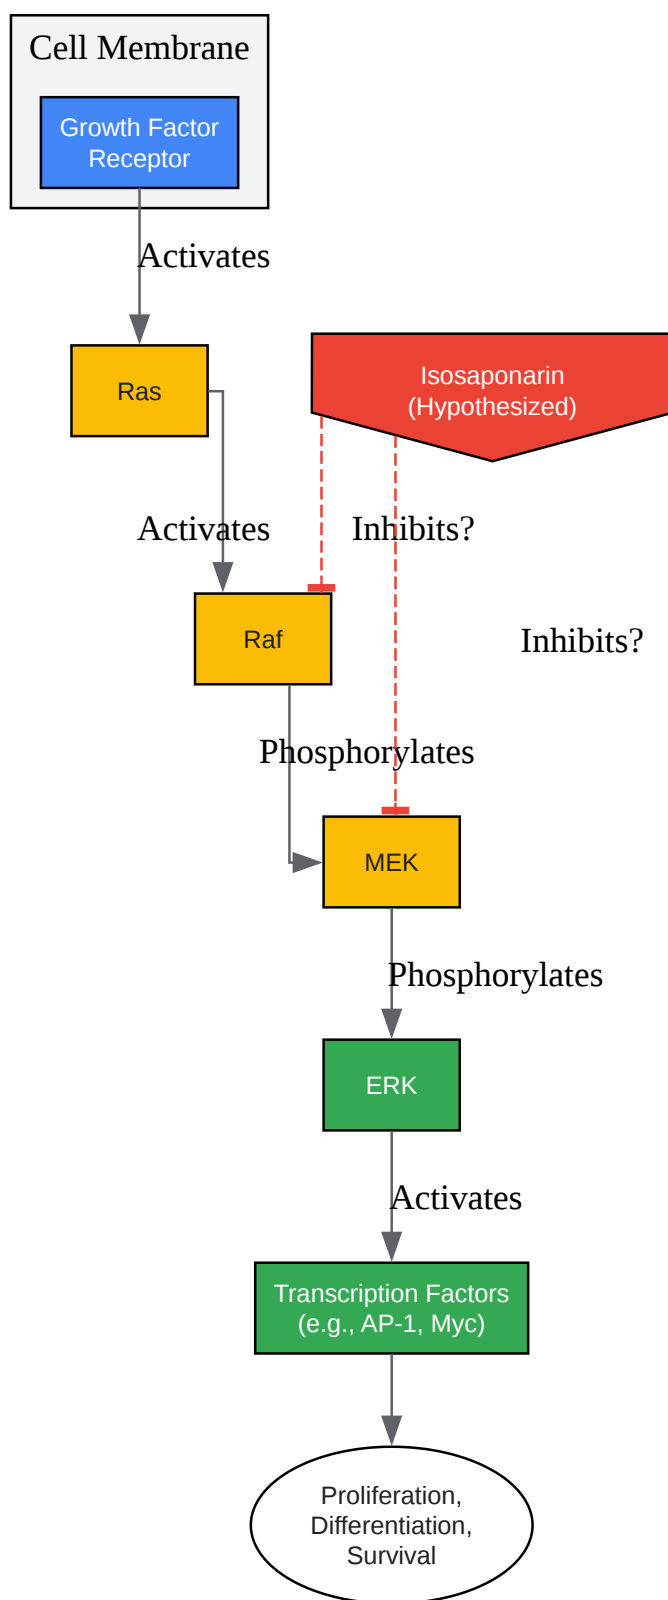 Cell Membrane
Growth Factor
Receptor
Activates
Ras
Isosaponarin
(Hypothesized)
Activates
Inhibits?
Raf
Inhibits?
Phosphorylates
MEK
Phosphorylates
ERK
Activates
Transcription Factors
(e.g., AP-1, Myc)
Proliferation,
Differentiation,
Survival